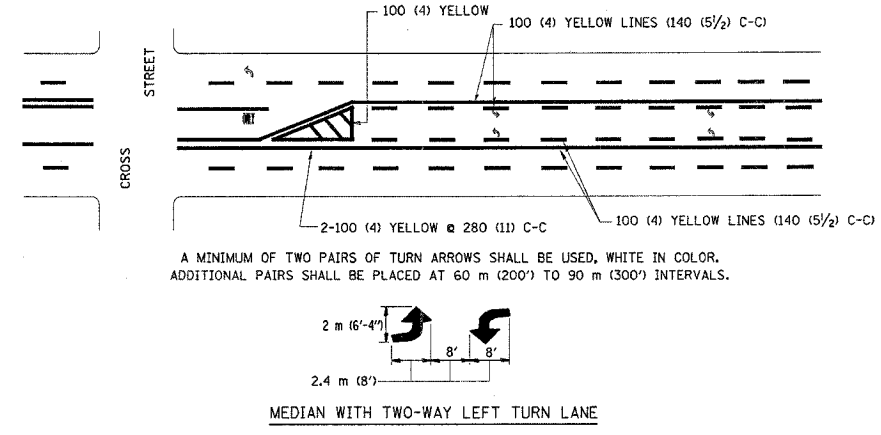 100 (4) YELLOW
100 (4) YELLOW LINES (140 (5½) C-C)
STREET
ONLY
CROSS
2-100 (4) YELLOW @ 280 (11) C-C
100 (4) YELLOW LINES (140 (5½) C-C)
A MINIMUM OF TWO PAIRS OF TURN ARROWS SHALL BE USED, WHITE IN COLOR.
ADDITIONAL PAIRS SHALL BE PLACED AT 60 m (200') TO 90 m (300') INTERVALS.
2 m (6'-4")
8' 8'
2.4 m (8')
MEDIAN WITH TWO-WAY LEFT TURN LANE